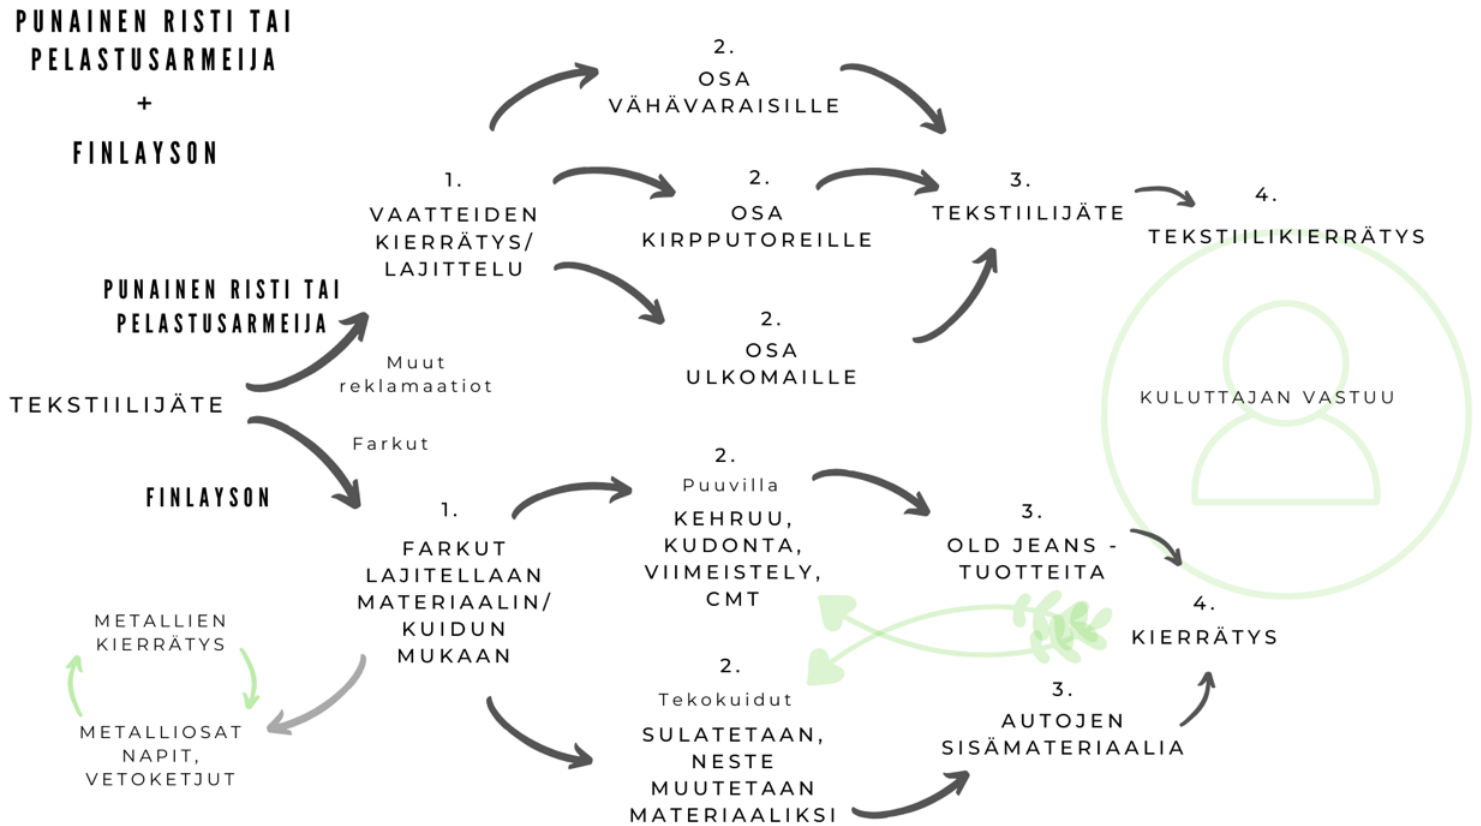 PUNAINEN RISTI TAI
PELASTUSARMEIJA
+
FINLAYSON
2.
OSA
VÄHÄVARAISILLE
1.
VAATTEIDEN
KIERRÄTYS/
LAJITTELU
2.
OSA
KIRPPUTOREILLE
3.
TEKSTIILIJÄTE
4.
TEKSTIILIKIERRÄTYS
PUNAINEN RISTI TAI
PELASTUSARMEIJA
2.
OSA
ULKOMAILLE
Muut
reklamaatiot
TEKSTIILIJÄTE
KULUTTAJAN VASTUU
Farkut
FINLAYSON
1.
FARKUT
LAJITELLAAN
MATERIAALIN/
KUIDUN
MUKAAN
2.
Puuvilla
KEHRUU,
KUDONTA,
VIIMEISTELY,
CMT
3.
OLD JEANS -
TUOTTEITA
4.
KIERRÄTYS
METALLIEN
KIERRÄTYS
METALLIOSAT
NAPIT,
VETOKETJUT
2.
Tekokuidut
SULATETAAN,
NESTE
MUUTETAAN
MATERIAALIKSI
3.
AUTOJEN
SISÄMATERIAALIA